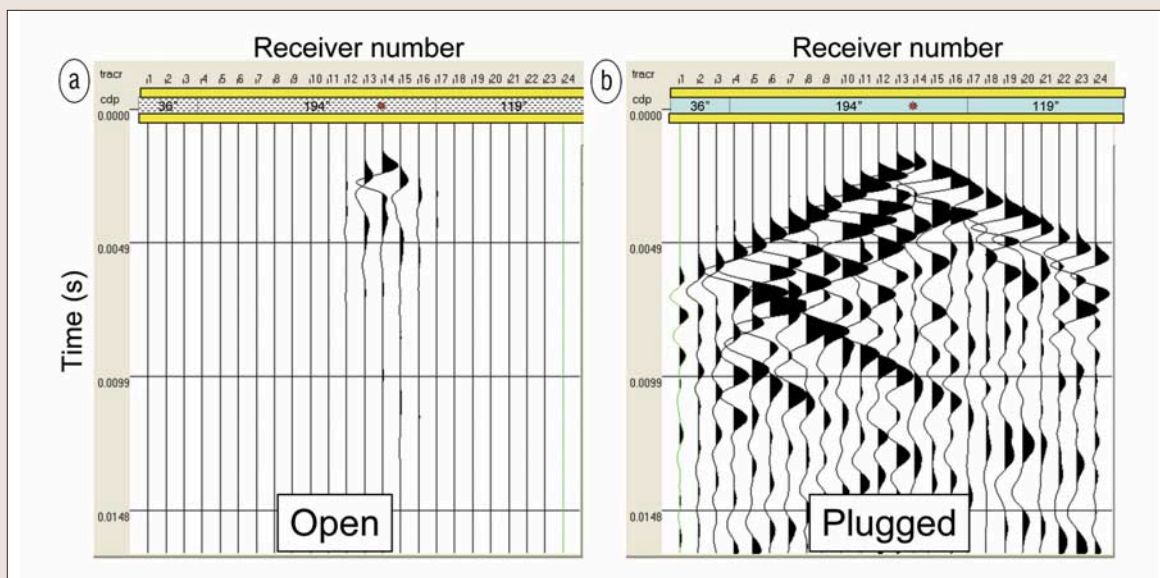 Receiver number
a
tracr
1 2 3 4 5 6 7 8 9 10 11 12 13 14 15 16 17 18 19 20 21 22 23 24
cdp
36" 194" 119"
0.0000
0.0049
0.0099
0.0148
Time (s)
Open
Receiver number
b
tracr
1 2 3 4 5 6 7 8 9 10 11 12 13 14 15 16 17 18 19 20 21 22 23 24
cdp
36" 194" 119"
0.0000
0.0049
0.0099
0.0148
Plugged